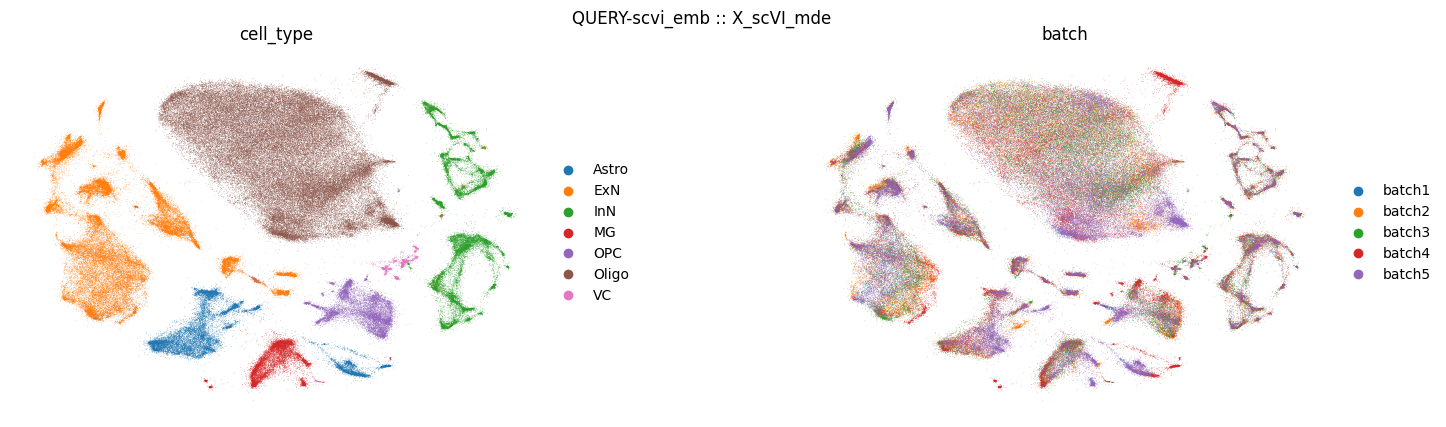 QUERY-scvi_emb :: X_scVI_mde
cell_type
Astro
ExN
InN
MG
OPC
Oligo
VC
batch
batch1
batch2
batch3
batch4
batch5